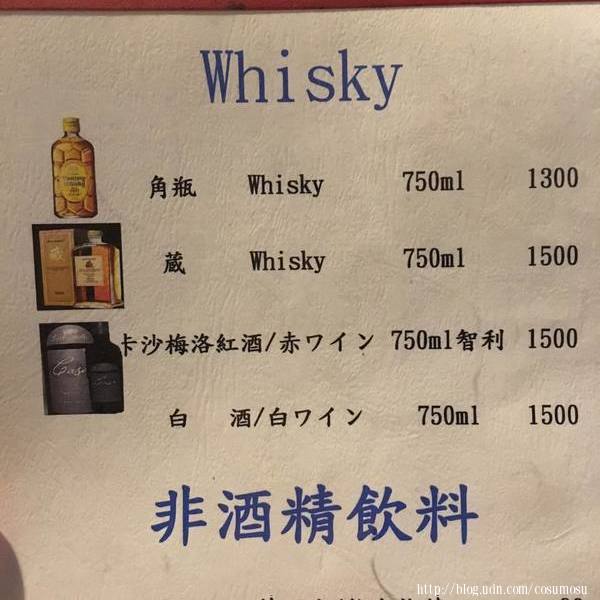 Whisky
角瓶 Whisky 750ml 1300
蔵 Whisky 750ml 1500
卡沙梅洛紅酒/赤ワイン 750ml智利 1500
白 酒/白ワイン 750ml 1500
非酒精飲料
http://blog.udn.com/cosumosu